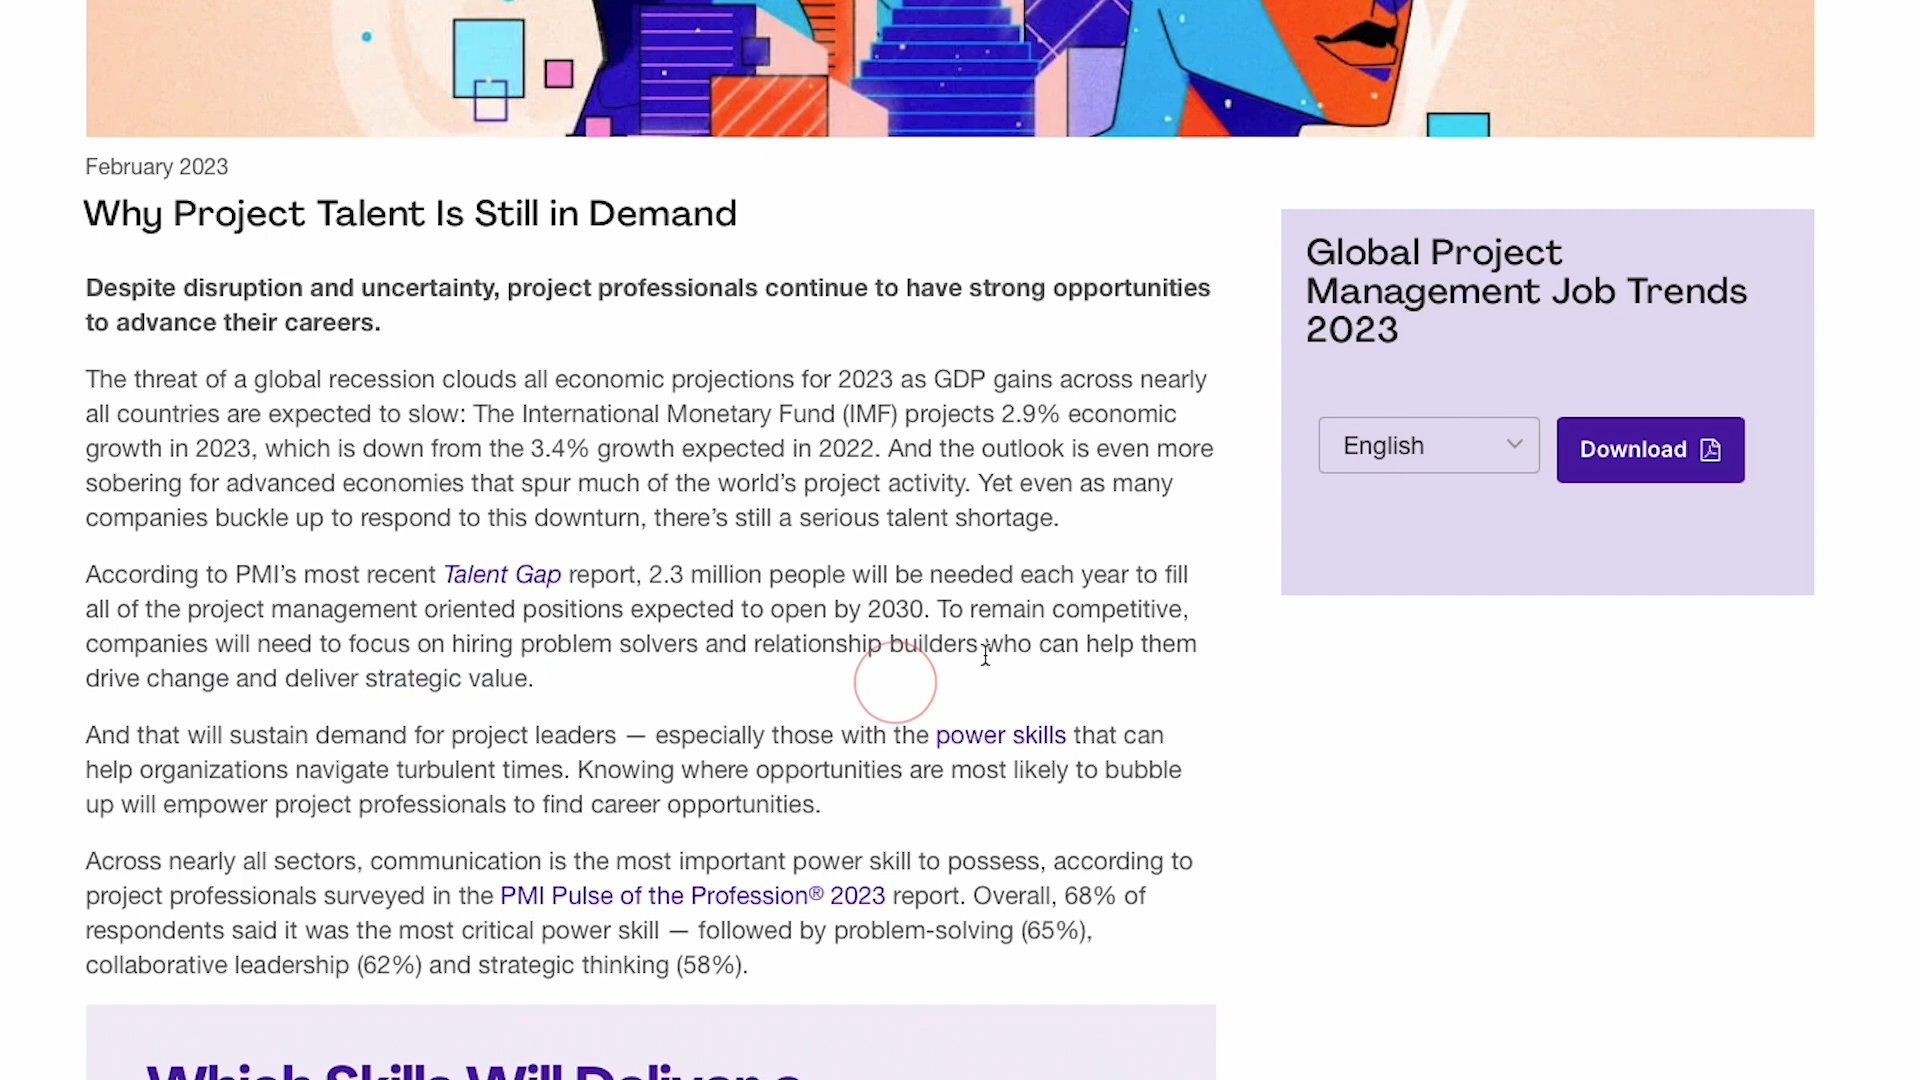 February 2023
Why Project Talent Is Still in Demand
Despite disruption and uncertainty, project professionals continue to have strong opportunities
to advance their careers.
The threat of a global recession clouds all economic projections for 2023 as GDP gains across nearly
all countries are expected to slow: The International Monetary Fund (IMF) projects 2.9% economic
growth in 2023, which is down from the 3.4% growth expected in 2022. And the outlook is even more
sobering for advanced economies that spur much of the world’s project activity. Yet even as many
companies buckle up to respond to this downturn, there’s still a serious talent shortage.
According to PMI’s most recent Talent Gap report, 2.3 million people will be needed each year to fill
all of the project management oriented positions expected to open by 2030. To remain competitive,
companies will need to focus on hiring problem solvers and relationship builders who can help them
drive change and deliver strategic value.
And that will sustain demand for project leaders — especially those with the power skills that can
help organizations navigate turbulent times. Knowing where opportunities are most likely to bubble
up will empower project professionals to find career opportunities.
Across nearly all sectors, communication is the most important power skill to possess, according to
project professionals surveyed in the PMI Pulse of the Profession® 2023 report. Overall, 68% of
respondents said it was the most critical power skill — followed by problem-solving (65%),
collaborative leadership (62%) and strategic thinking (58%).
Which Skills Will Deliver a
Global Project
Management Job Trends
2023
English
Download